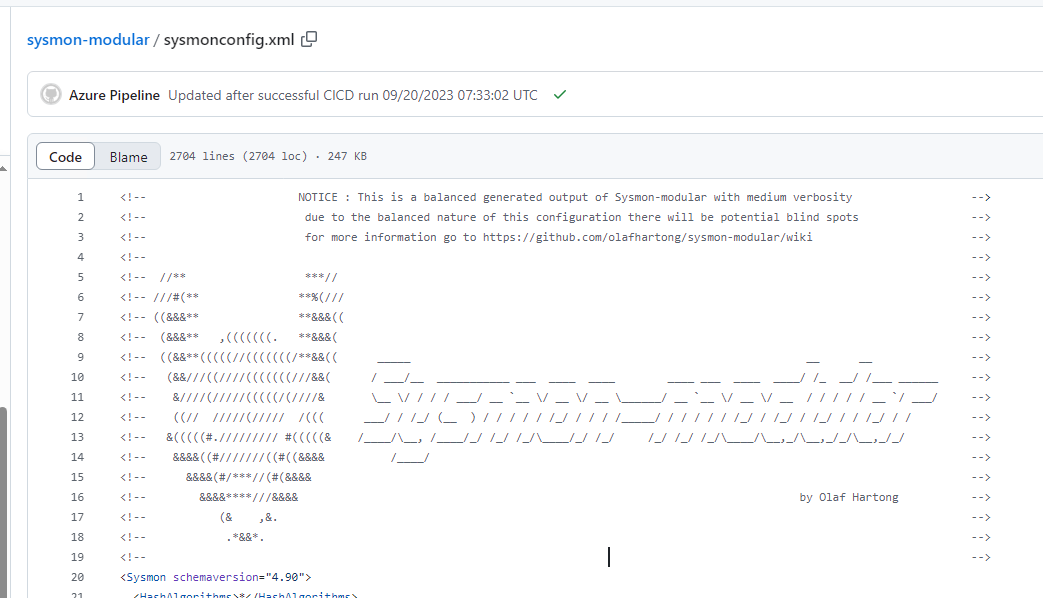 sysmon-modular / sysmonconfig.xml
Azure Pipeline Updated after successful CICD run 09/20/2023 07:33:02 UTC
Code Blame 2704 lines (2704 loc) · 247 KB
1 <!-- NOTICE : This is a balanced generated output of Sysmon-modular with medium verbosity -->
2 <!-- due to the balanced nature of this configuration there will be potential blind spots -->
3 <!-- for more information go to https://github.com/olafhartong/sysmon-modular/wiki -->
4 <!-- -->
5 <!-- //** ***// -->
6 <!-- ///#(** **%(/// -->
7 <!-- ((&&&** **&&&(( -->
8 <!-- (&&&** ,(((((((. **&&&( -->
9 <!-- ((&&**(((((//(((((((/**&&(( _____ __ __ -->
10 <!-- (&&///((////(((((((///&&( / ___/__ ___________ ___ ____ ____ ____ ___ ____ ____/ /_ __/ /___ ______ -->
11 <!-- &////(/////(((((/(////& \__ \/ / / / ___/ __ `__ \/ __ \/ __ \______/ __ `__ \/ __ \/ __ / / / / / __ `/ ___/ -->
12 <!-- ((// /////(///// /((( ___/ / /_/ (__ ) / / / / / /_/ / / / /_____/ / / / / / /_/ / /_/ / /_/ / / /_/ / / -->
13 <!-- &(((((#.///////// #(((((& /____/\__, /____/_/ /_/ /_/\____/_/ /_/ /_/ /_/ /_/\____/\__,_/\__,_/_/\__,_/_/ -->
14 <!-- &&&&((#///////((#((&&&& /____/ -->
15 <!-- &&&&(#/***//(#(&&&& -->
16 <!-- &&&&****///&&&& by Olaf Hartong -->
17 <!-- (& ,&. -->
18 <!-- .*&&*. -->
19 <!-- -->
20 <Sysmon schemaversion="4.90">
21 <HashAlgorithms>*</HashAlgorithms>